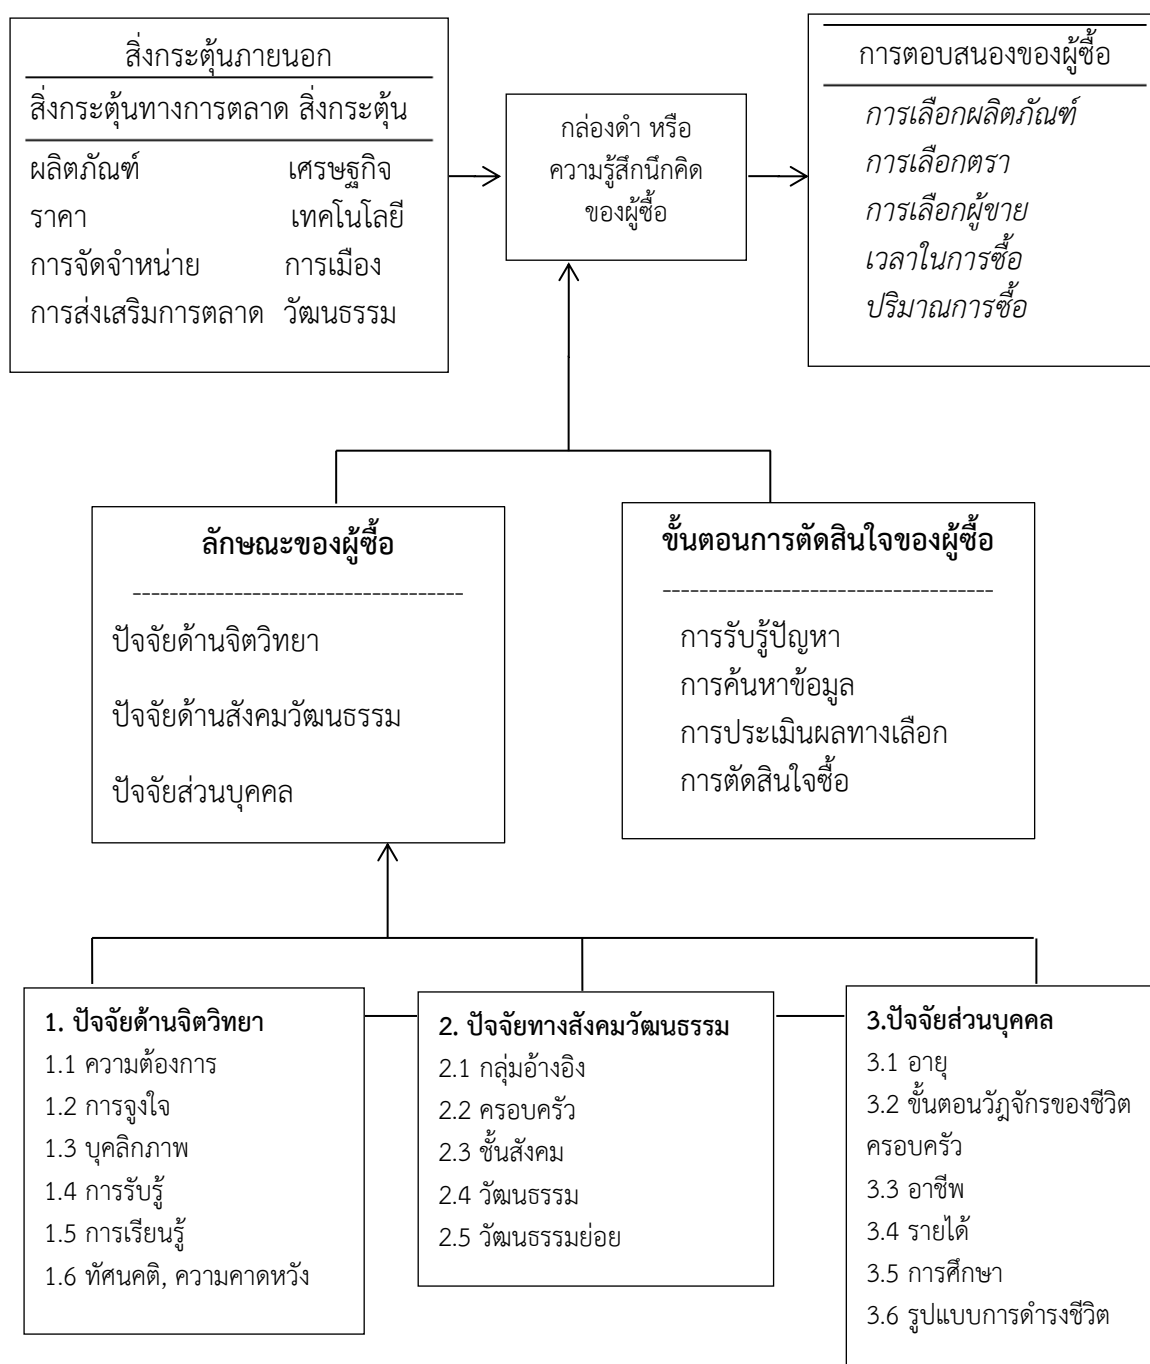 สิ่งกระตุ้นภายนอก
สิ่งกระตุ้นทางการตลาด สิ่งกระตุ้น
ผลิตภัณฑ์ เศรษฐกิจ
ราคา เทคโนโลยี
การจัดจำหน่าย การเมือง
การส่งเสริมการตลาด วัฒนธรรม
กล่องดำ หรือ
ความรู้สึกนึกคิด
ของผู้ซื้อ
การตอบสนองของผู้ซื้อ
การเลือกผลิตภัณฑ์
การเลือกตรา
การเลือกผู้ขาย
เวลาในการซื้อ
ปริมาณการซื้อ
ลักษณะของผู้ซื้อ
ปัจจัยด้านจิตวิทยา
ปัจจัยด้านสังคมวัฒนธรรม
ปัจจัยส่วนบุคคล
ขั้นตอนการตัดสินใจของผู้ซื้อ
การรับรู้ปัญหา
การค้นหาข้อมูล
การประเมินผลทางเลือก
การตัดสินใจซื้อ
1. ปัจจัยด้านจิตวิทยา
1.1 ความต้องการ
1.2 การจูงใจ
1.3 บุคลิกภาพ
1.4 การรับรู้
1.5 การเรียนรู้
1.6 ทัศนคติ, ความคาดหวัง
2. ปัจจัยทางสังคมวัฒนธรรม
2.1 กลุ่มอ้างอิง
2.2 ครอบครัว
2.3 ชั้นสังคม
2.4 วัฒนธรรม
2.5 วัฒนธรรมย่อย
3.ปัจจัยส่วนบุคคล
3.1 อายุ
3.2 ขั้นตอนวัฎจักรของชีวิต
ครอบครัว
3.3 อาชีพ
3.4 รายได้
3.5 การศึกษา
3.6 รูปแบบการดำรงชีวิต